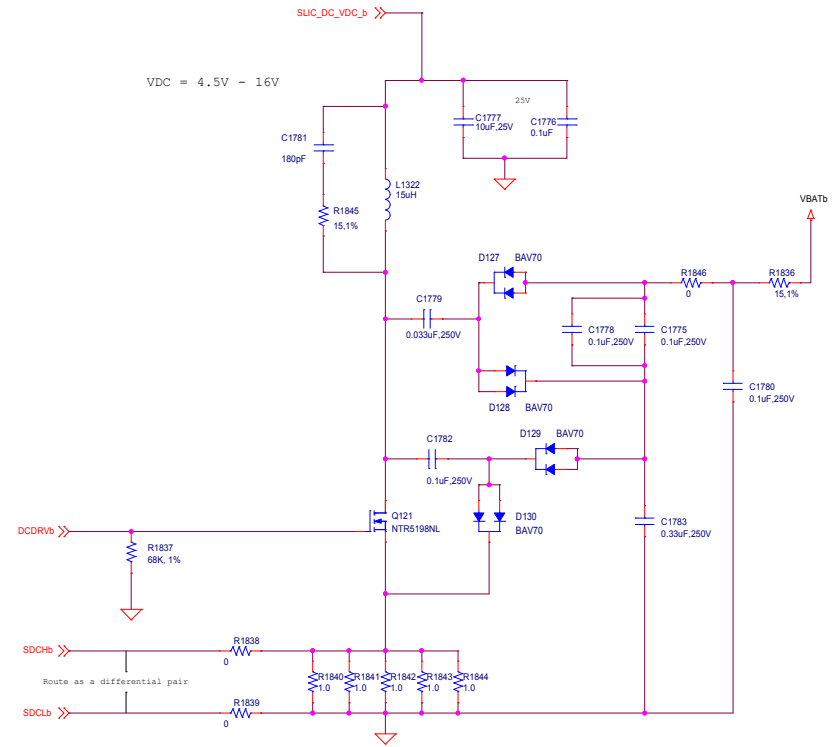 SLIC_DC_VDC_b
VDC = 4.5V - 16V
25V
C1777
10uF,25V
C1776
0.1uF
C1781
180pF
L1322
15uH
R1845
15,1%
VBATb
D127 BAV70
R1846
0
R1836
15,1%
C1779
0.033uF,250V
C1778
0.1uF,250V
C1775
0.1uF,250V
C1780
0.1uF,250V
D128 BAV70
D129 BAV70
C1782
0.1uF,250V
Q121
NTR5198NL
D130
BAV70
C1783
0.33uF,250V
DCDRVb
R1837
68K, 1%
SDCHb
R1838
0
Route as a differential pair
R1840
1.0
R1841
1.0
R1842
1.0
R1843
1.0
R1844
1.0
SDCLb
R1839
0